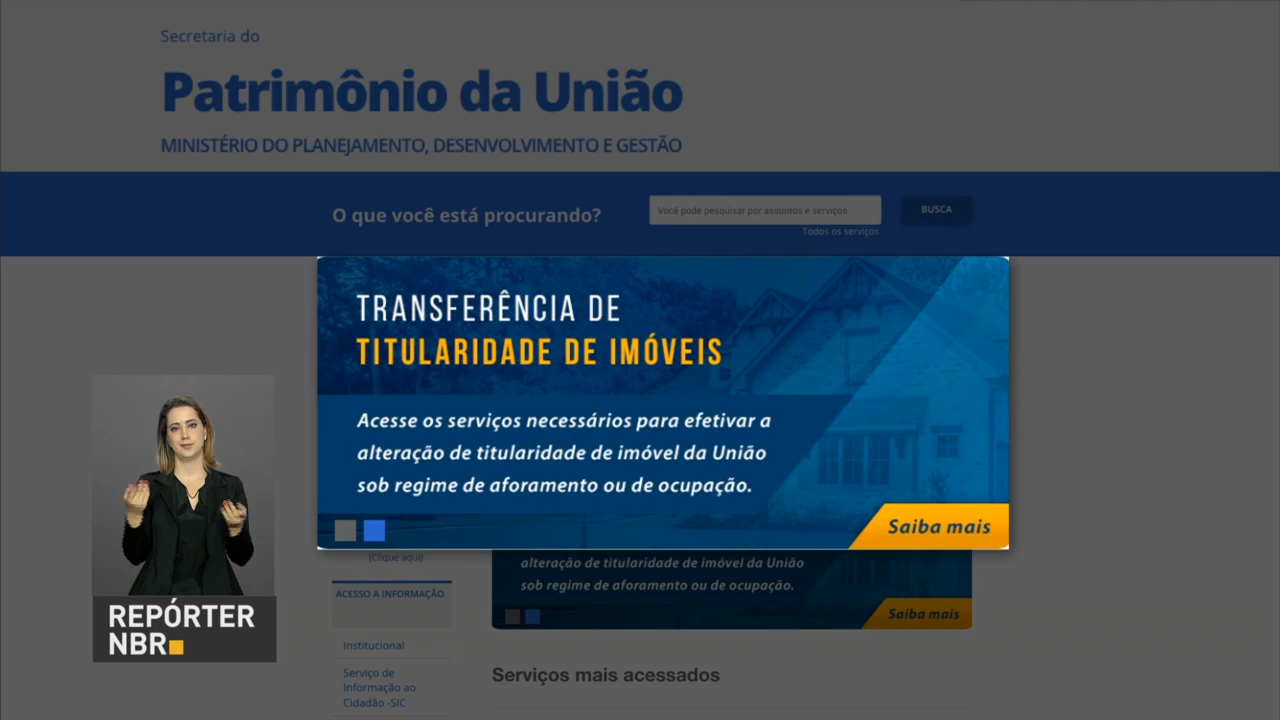 Secretaria do
Patrimônio da União
MINISTÉRIO DO PLANEJAMENTO, DESENVOLVIMENTO E GESTÃO
O que você está procurando?
Você pode pesquisar por assuntos e serviços
BUSCA
Todos os serviços
TRANSFERÊNCIA DE
TITULARIDADE DE IMÓVEIS
Acesse os serviços necessários para efetivar a
alteração de titularidade de imóvel da União
sob regime de aforamento ou de ocupação.
Saiba mais
(Clique aqui)
alteração de titularidade de imóvel da União
sob regime de aforamento ou de ocupação.
Saiba mais
ACESSO A INFORMAÇÃO
Institucional
Serviço de
Informação ao
Cidadão -SIC
Serviços mais acessados
REPÓRTER
NBR